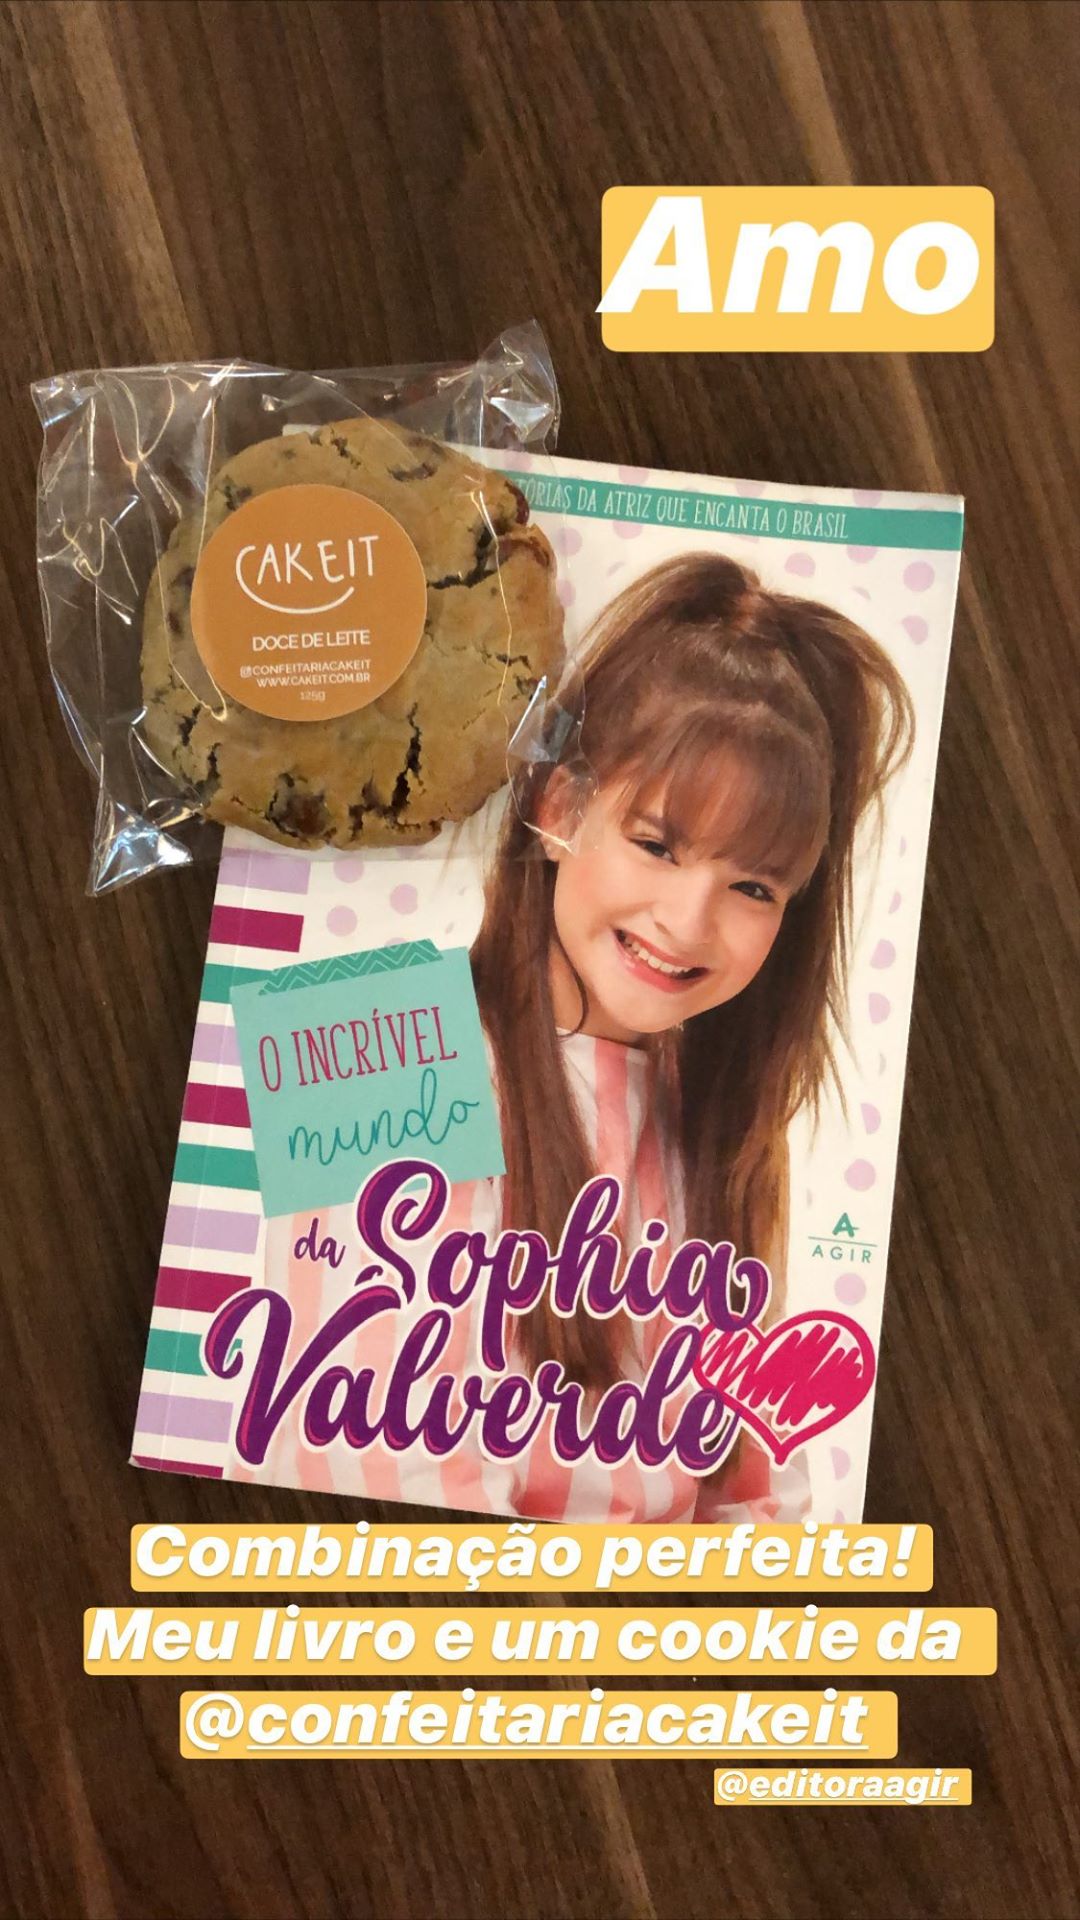 Amo
TÓRIAS DA ATRIZ QUE ENCANTA O BRASIL
CAKEIT
DOCE DE LEITE
CONFEITARIACAKEIT
WWW.CAKEIT.COM.BR
125g
O INCRÍVEL
mundo
da Sophia
Valverde
A
AGIR
Combinação perfeita!
Meu livro e um cookie da
@confeitariacakeit
@editoraagir